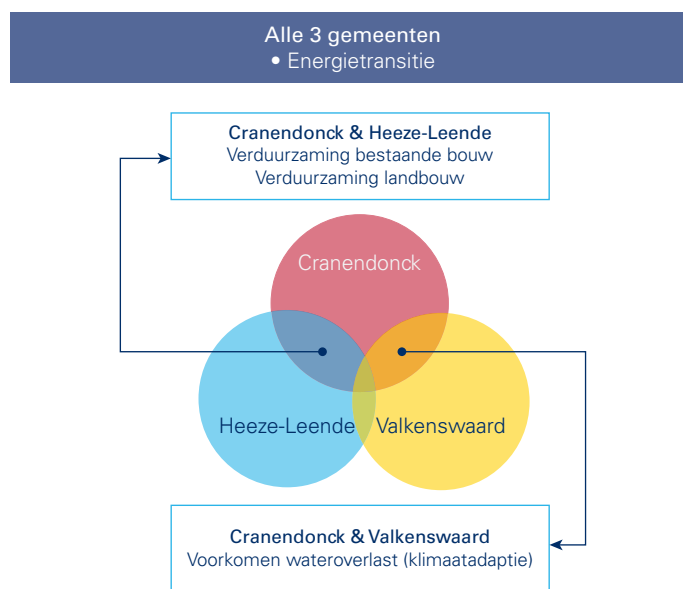 Alle 3 gemeenten
• Energietransitie
Cranendonck & Heeze-Leende
Verduurzaming bestaande bouw
Verduurzaming landbouw
Cranendonck
Heeze-Leende
Valkenswaard
Cranendonck & Valkenswaard
Voorkomen wateroverlast (klimaatadaptie)